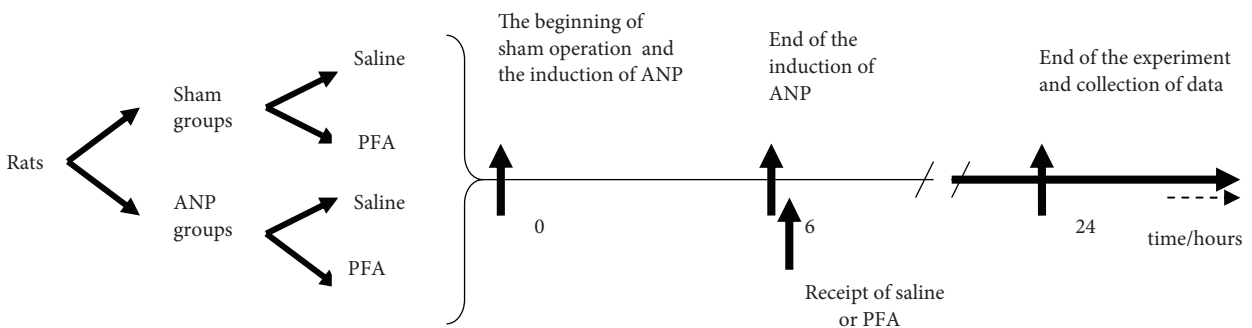 Rats
Sham
groups
ANP
groups
Saline
PFA
Saline
PFA
The beginning of
sham operation and
the induction of ANP
End of the
induction of
ANP
End of the experiment
and collection of data
0
6
24
time/hours
Receipt of saline
or PFA